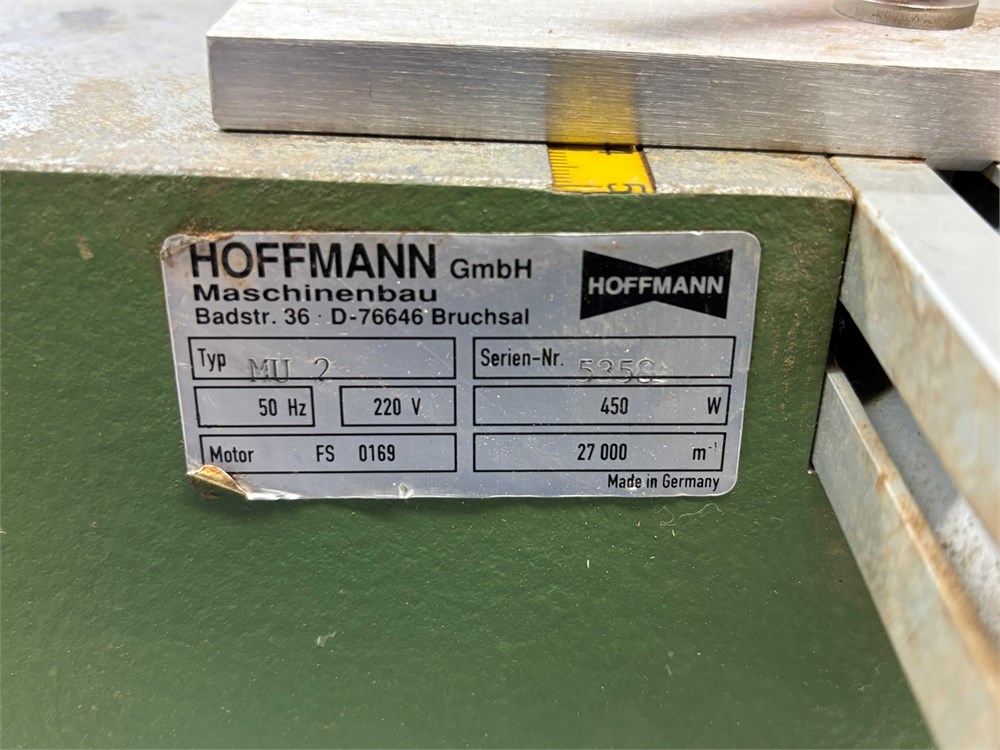 HOFFMANN GmbH
Maschinenbau
Badstr. 36 · D-76646 Bruchsal
HOFFMANN
Typ MU 2
Serien-Nr. 5358
50 Hz
220 V
450 W
Motor FS 0169
27 000 m⁻¹
Made in Germany
5